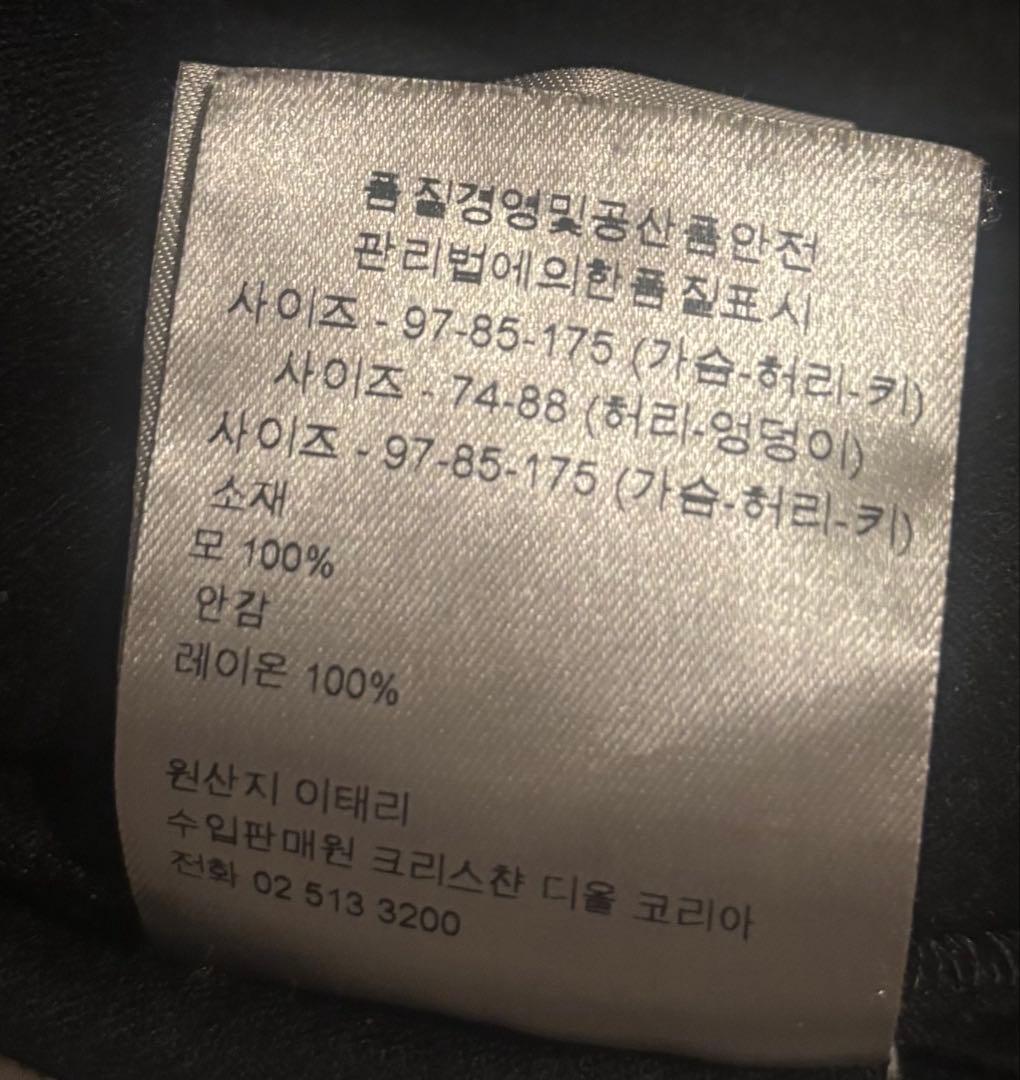 품질경영및공산품안전
관리법에의한품질표시
사이즈 - 97-85-175 (가슴-허리-키)
사이즈 - 74-88 (허리-엉덩이)
사이즈 - 97-85-175 (가슴-허리-키)
소재
모 100%
안감
레이온 100%
원산지 이태리
수입판매원 크리스챤 디올 코리아
전화 02 513 3200